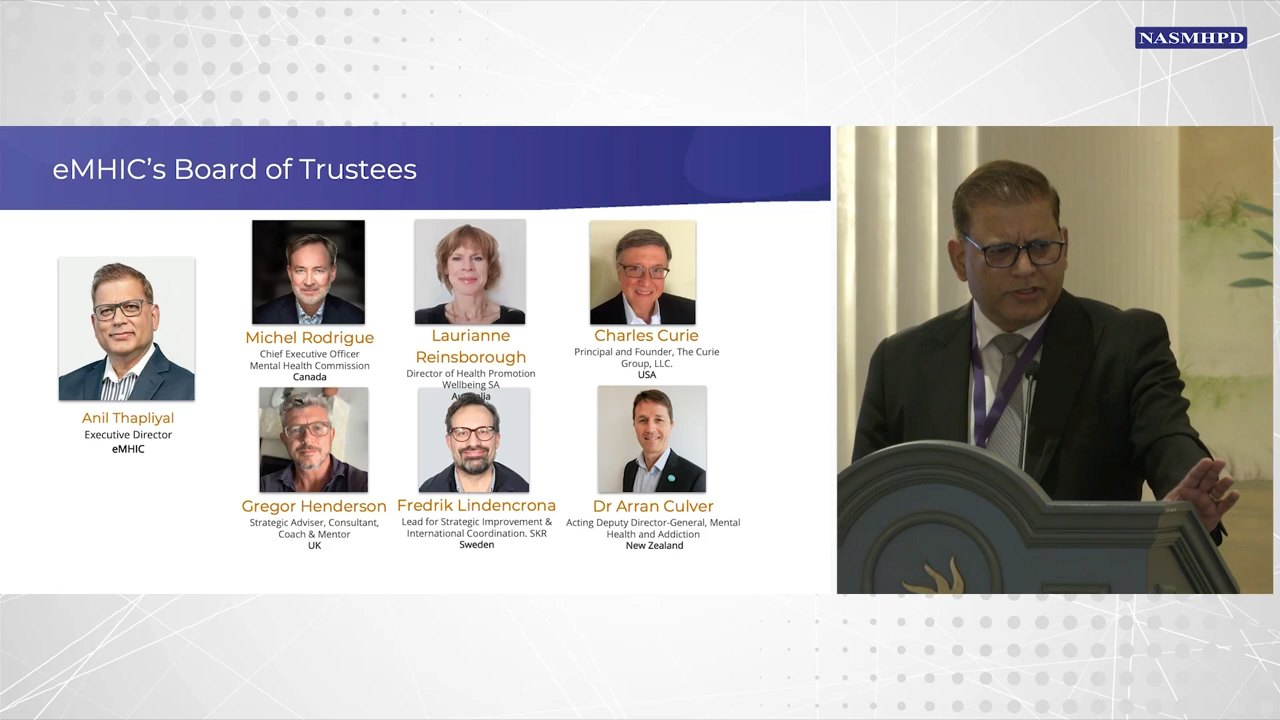 NASMHPD
eMHIC’s Board of Trustees
Anil Thapliyal
Executive Director
eMHIC
Michel Rodrigue
Chief Executive Officer
Mental Health Commission
Canada
Laurianne
Reinsborough
Director of Health Promotion
Wellbeing SA
Australia
Charles Curie
Principal and Founder, The Curie
Group, LLC.
USA
Gregor Henderson
Strategic Adviser, Consultant,
Coach & Mentor
UK
Fredrik Lindencrona
Lead for Strategic Improvement &
International Coordination. SKR
Sweden
Dr Arran Culver
Acting Deputy Director-General, Mental
Health and Addiction
New Zealand